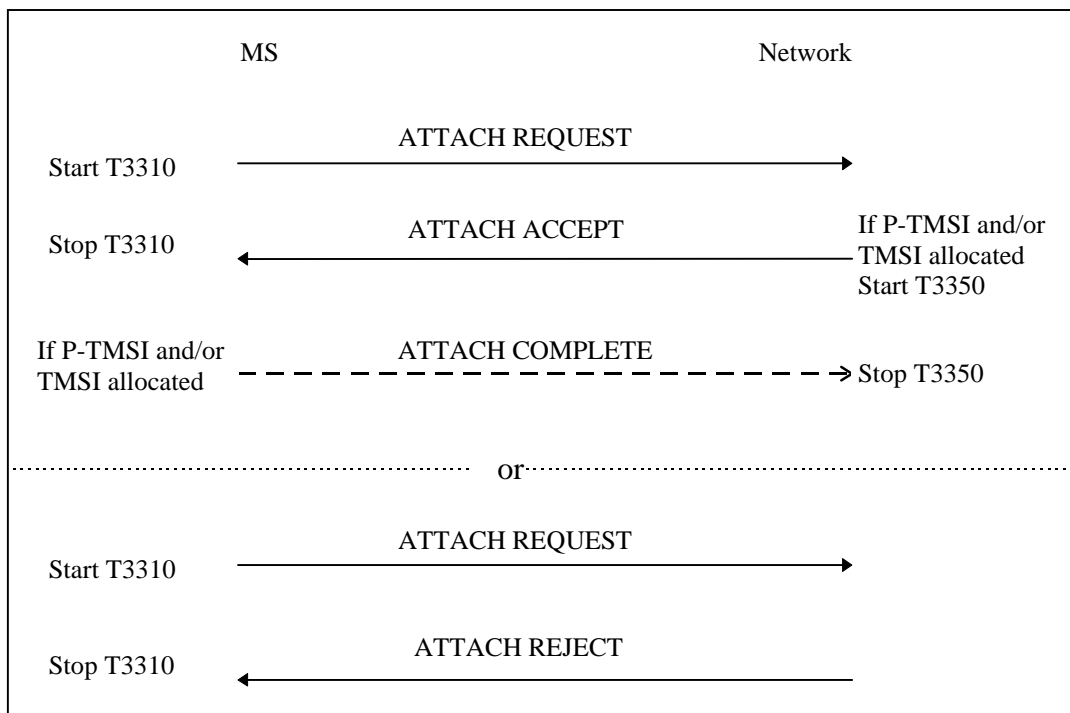 MS
Network
ATTACH REQUEST
Start T3310
ATTACH ACCEPT
Stop T3310
If P-TMSI and/or
TMSI allocated
Start T3350
If P-TMSI and/or
TMSI allocated
ATTACH COMPLETE
Stop T3350
or
ATTACH REQUEST
Start T3310
ATTACH REJECT
Stop T3310